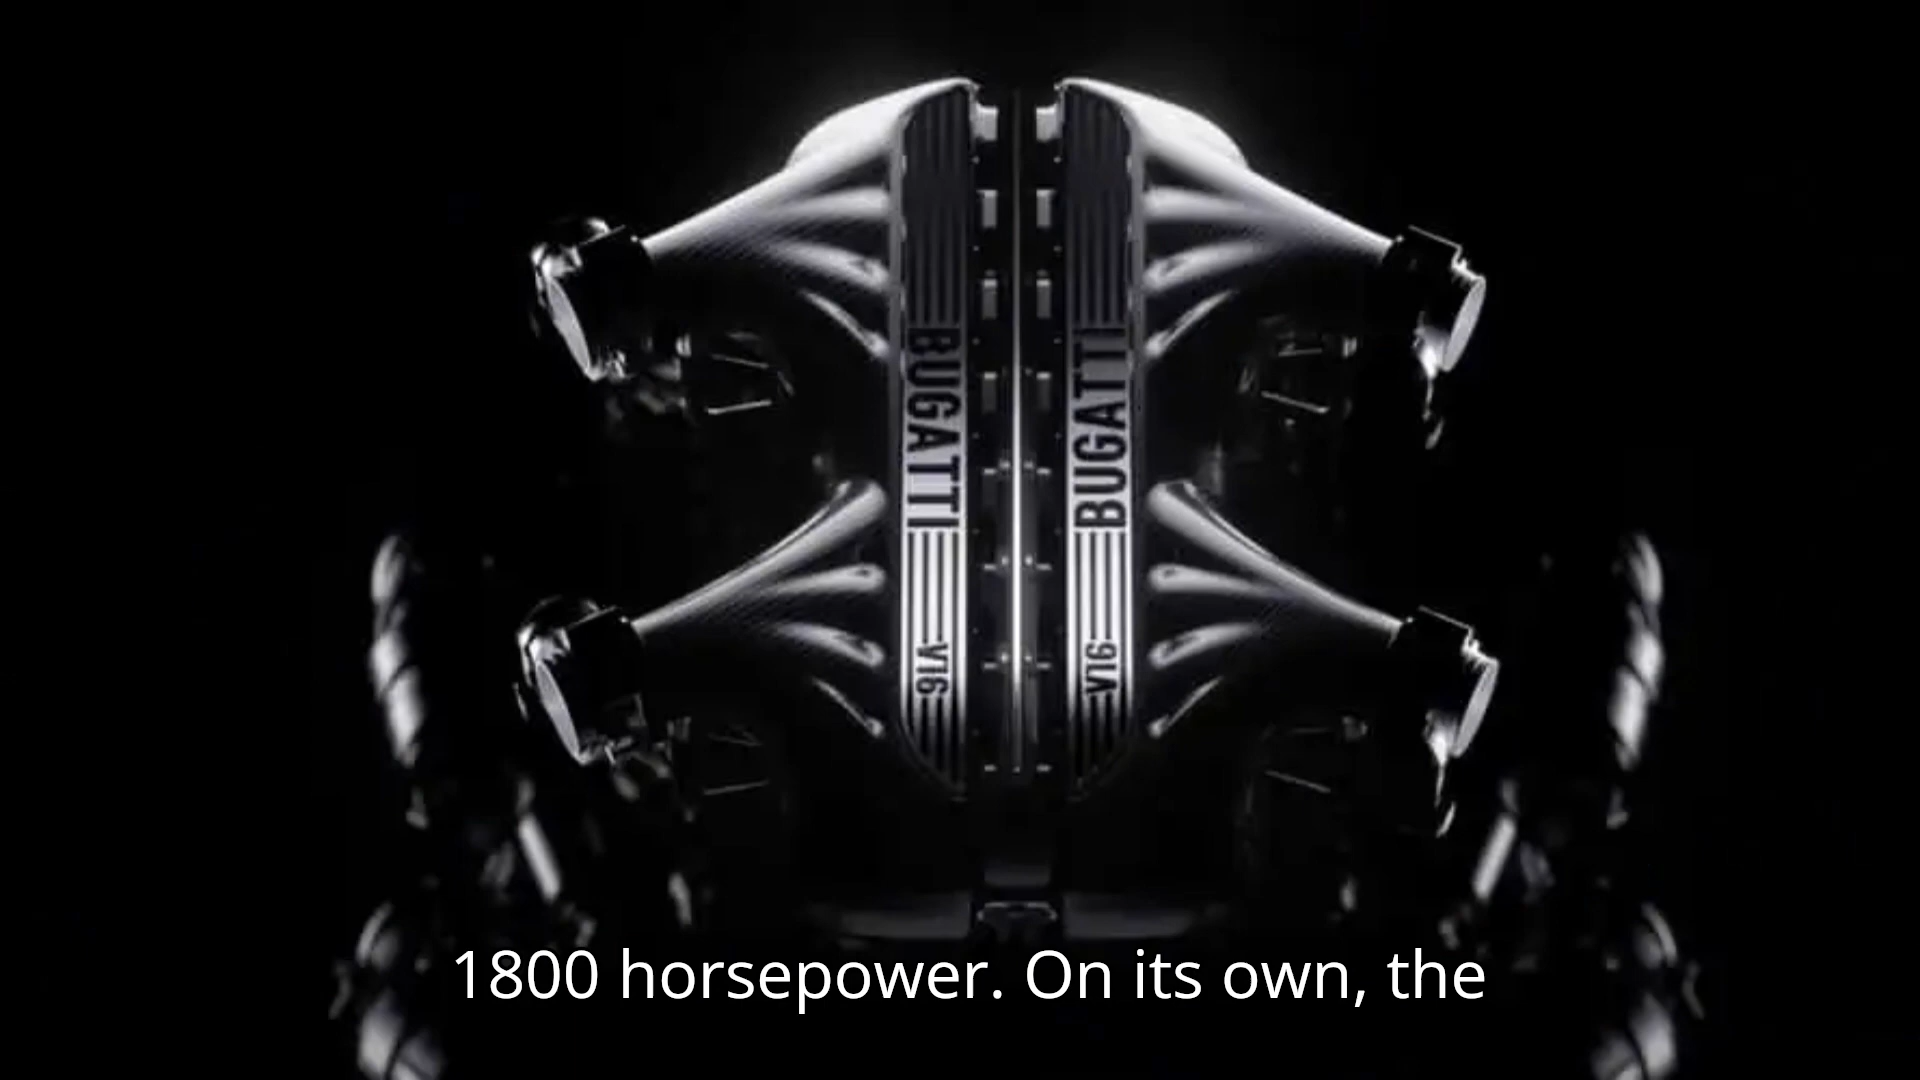 BUGATTI
BUGATTI
V16
V16
1800 horsepower. On its own, the